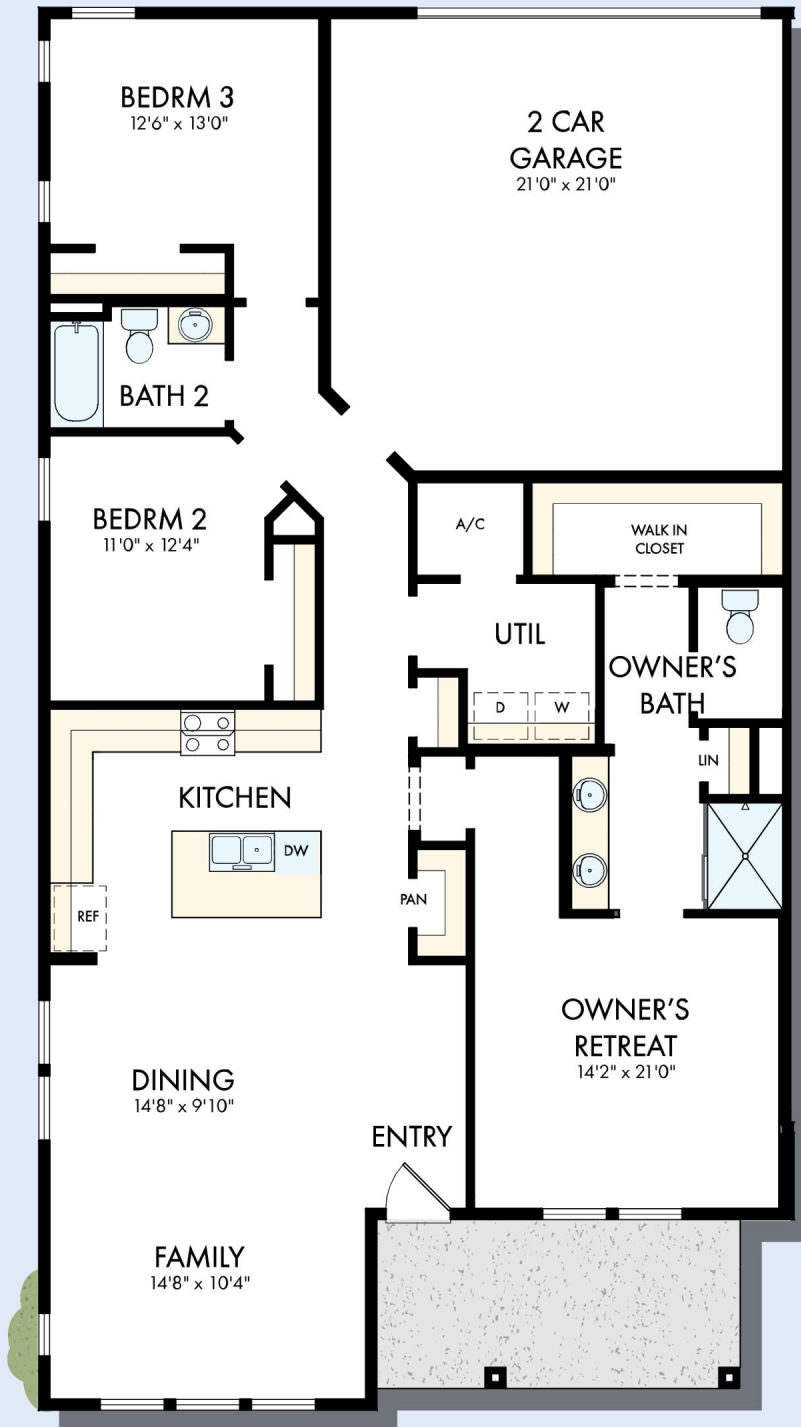 BEDRM 3
12'6" x 13'0"
2 CAR
GARAGE
21'0" x 21'0"
BATH 2
BEDRM 2
11'0" x 12'4"
A/C
WALK IN
CLOSET
UTIL
OWNER'S
BATH
D
W
LIN
KITCHEN
DW
REF
PAN
OWNER'S
RETREAT
14'2" x 21'0"
DINING
14'8" x 9'10"
ENTRY
FAMILY
14'8" x 10'4"